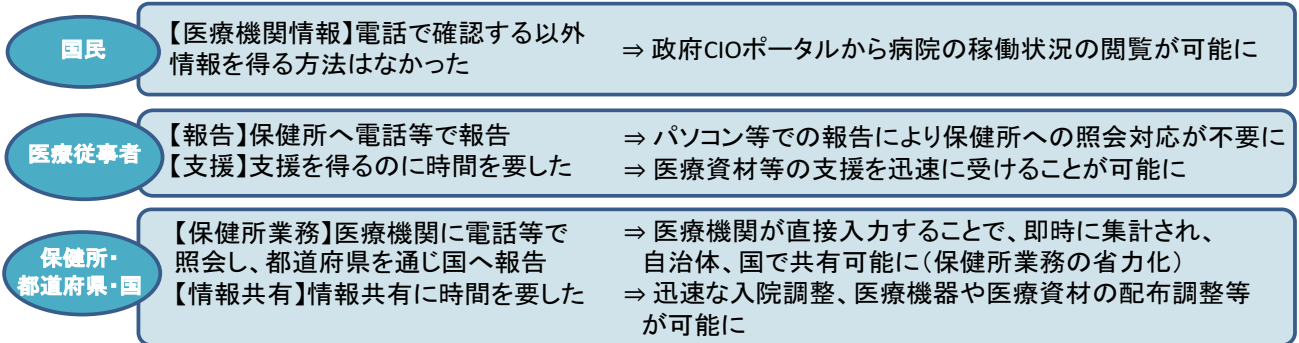 国民
【医療機関情報】電話で確認する以外
情報を得る方法はなかった
⇒ 政府CIOポータルから病院の稼働状況の閲覧が可能に
医療従事者
【報告】保健所へ電話等で報告
【支援】支援を得るのに時間を要した
⇒ パソコン等での報告により保健所への照会対応が不要に
⇒ 医療資材等の支援を迅速に受けることが可能に
保健所・
都道府県・国
【保健所業務】医療機関に電話等で
照会し、都道府県を通じ国へ報告
【情報共有】情報共有に時間を要した
⇒ 医療機関が直接入力することで、即時に集計され、
自治体、国で共有可能に(保健所業務の省力化)
⇒ 迅速な入院調整、医療機器や医療資材の配布調整等
が可能に